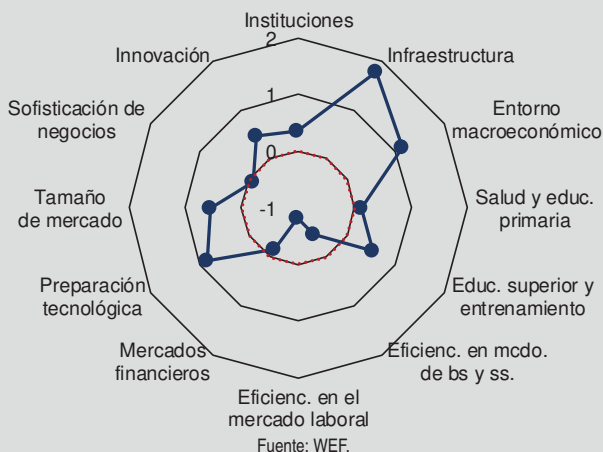 Instituciones
2
Innovación
Infraestructura
1
Sofisticación de
negocios
Entorno
macroeconómico
0
Tamaño
de mercado
-1
Salud y educ.
primaria
Preparación
tecnológica
Educ. superior y
entrenamiento
Mercados
financieros
Eficienc. en mcdo.
de bs y ss.
Eficienc. en el
mercado laboral
Fuente: WEF.